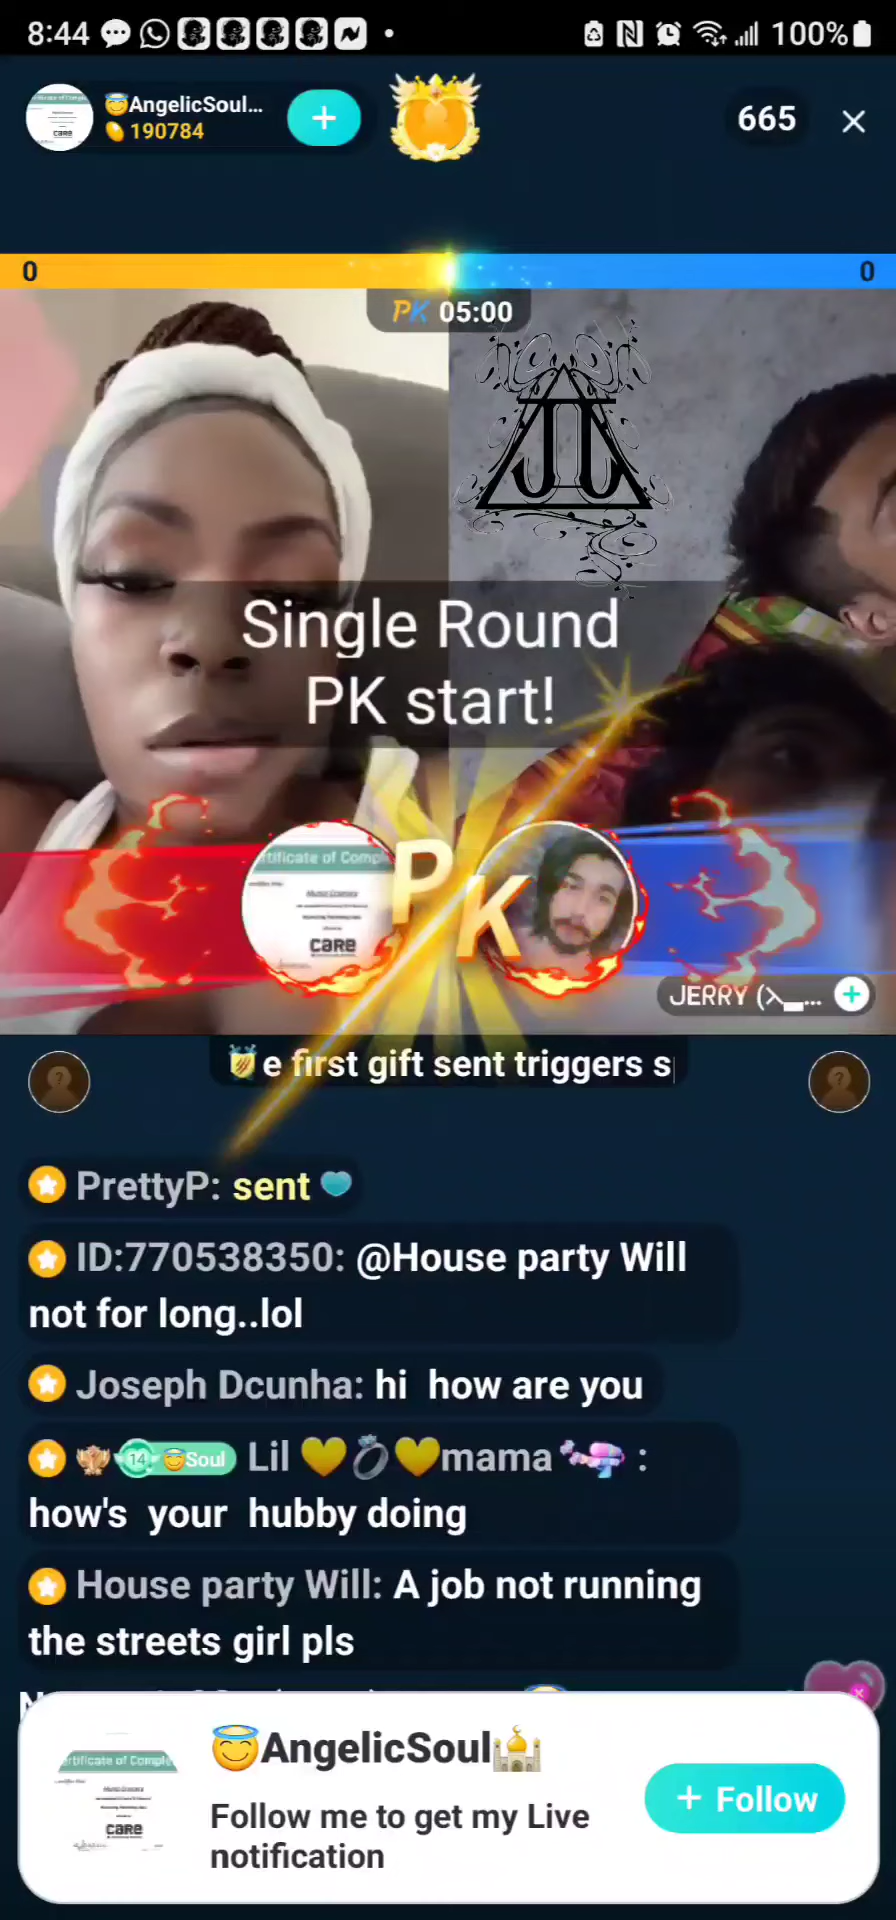 8:44 100%
😇AngelicSoul...
190784
665
0 0
PK 05:00
Single Round
PK start!
PK
CARE
JERRY (⋋▂...
e first gift sent triggers s
PrettyP: sent
ID:770538350: @House party Will
not for long..lol
Joseph Dcunha: hi how are you
14 😇Soul Lil 💛💍💛mama🔫 :
how's your hubby doing
House party Will: A job not running
the streets girl pls
😇AngelicSoul🕌
Follow me to get my Live
notification
+ Follow
CARE